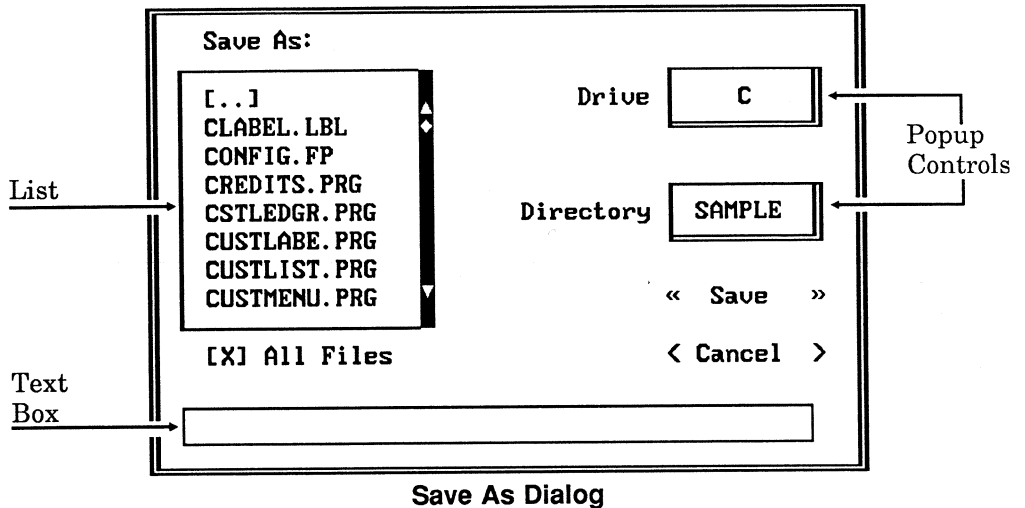 Save As:
[..]
CLABEL.LBL
CONFIG.FP
CREDITS.PRG
CSTLEDGR.PRG
CUSTLABE.PRG
CUSTLIST.PRG
CUSTMENU.PRG
[X] All Files
Drive C
Directory SAMPLE
« Save »
< Cancel >
List
Text
Box
Popup
Controls
Save As Dialog